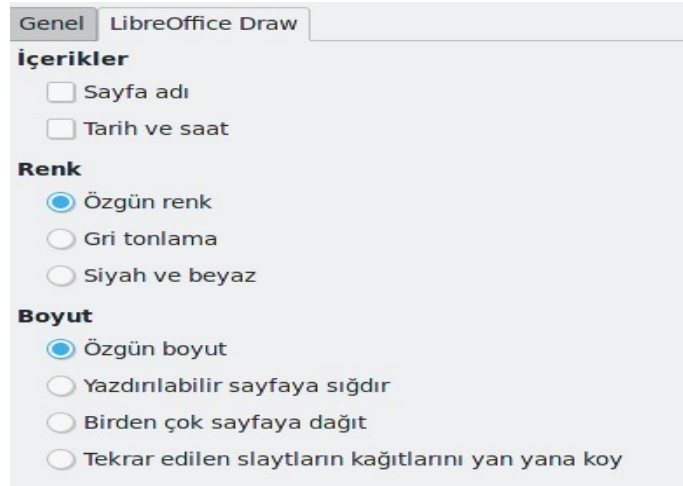 Genel LibreOffice Draw
İçerikler
Sayfa adı
Tarih ve saat
Renk
Özgün renk
Gri tonlama
Siyah ve beyaz
Boyut
Özgün boyut
Yazdırılabilir sayfaya sığdır
Birden çok sayfaya dağıt
Tekrar edilen slaytların kağıtlarını yan yana koy